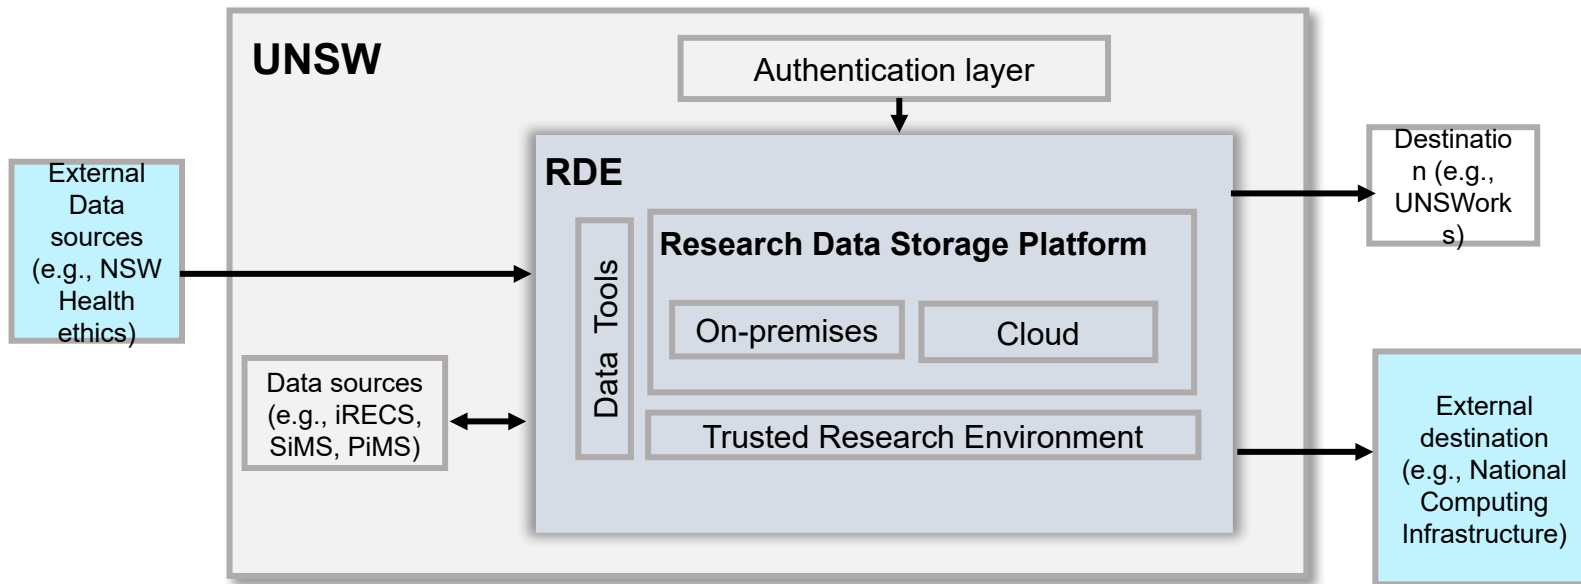 UNSW
Authentication layer
External
Data
sources
(e.g., NSW
Health
ethics)
RDE
Data Tools
Research Data Storage Platform
On-premises
Cloud
Trusted Research Environment
Data sources
(e.g., iRECS,
SiMS, PiMS)
Destinatio
n (e.g.,
UNSWork
s)
External
destination
(e.g., National
Computing
Infrastructure)